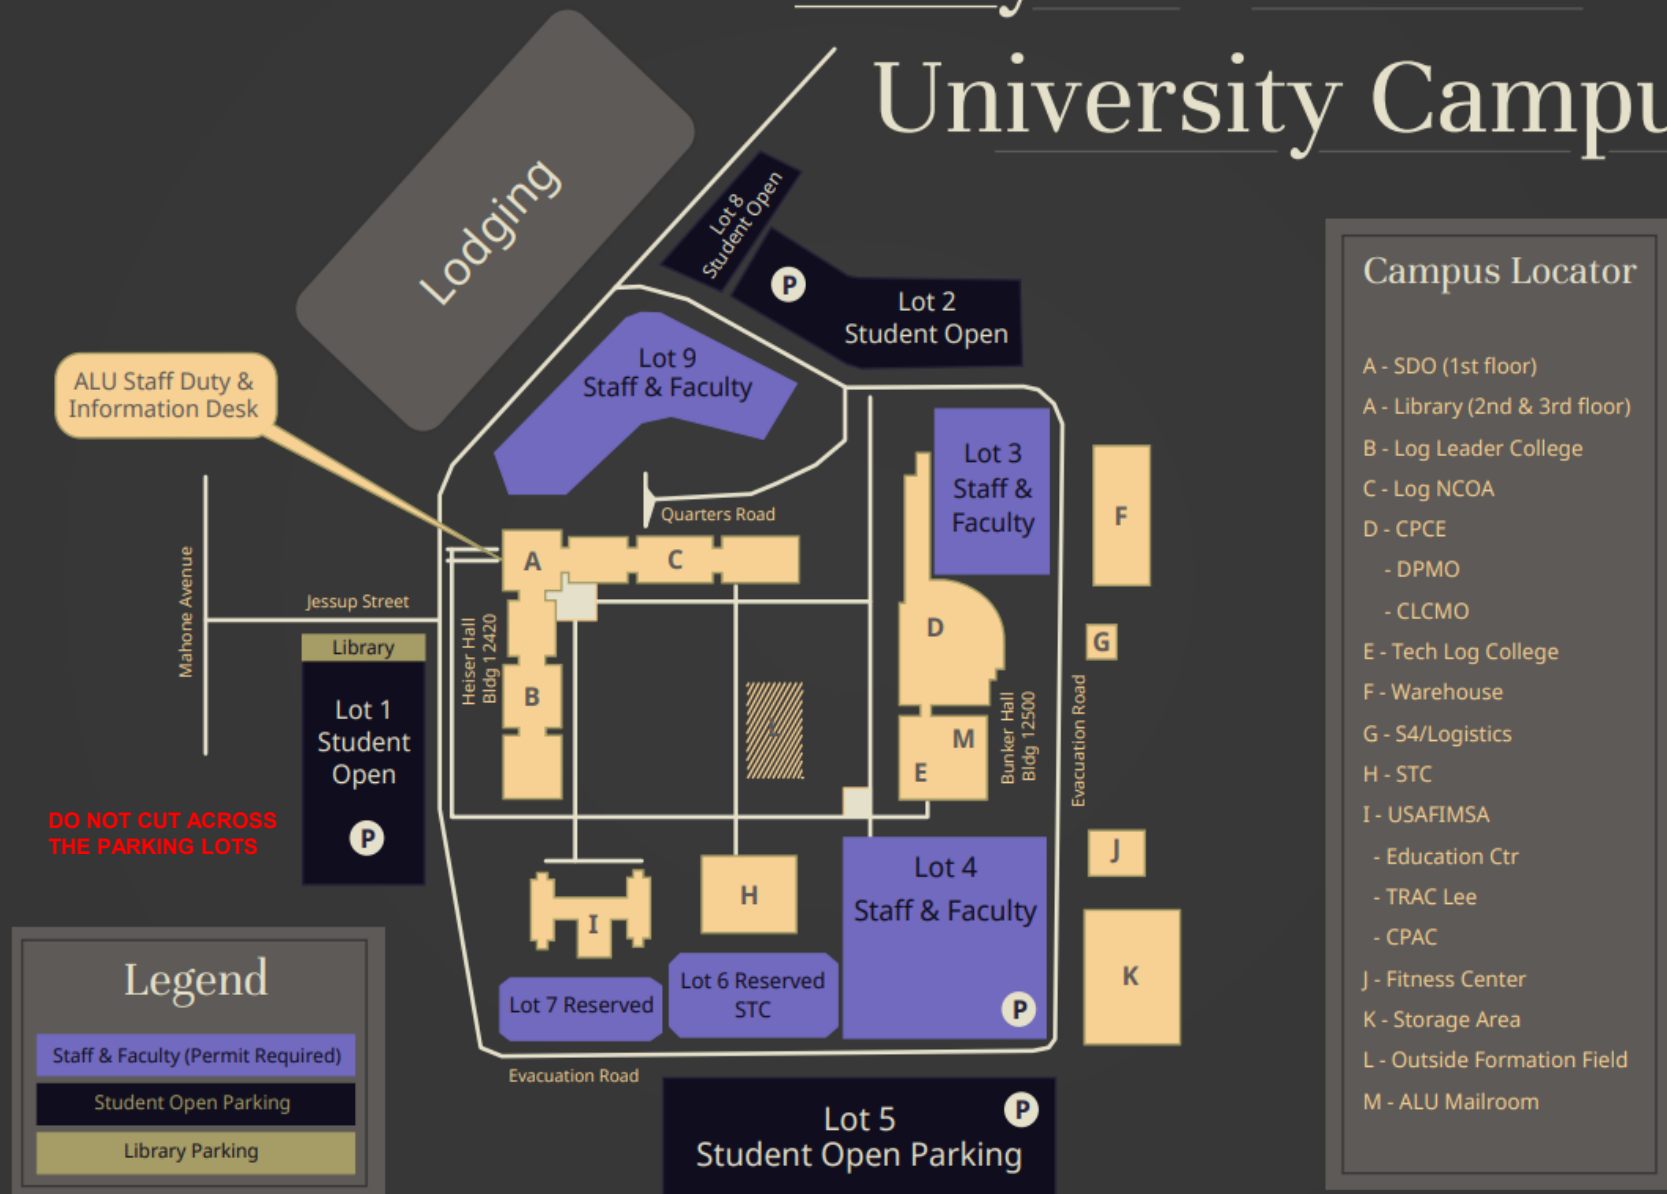 University Campu
Lodging
Lot 8
Student Open
P
Lot 2
Student Open
Lot 9
Staff & Faculty
ALU Staff Duty &
Information Desk
Lot 3
Staff &
Faculty
F
Quarters Road
A
C
Mahone Avenue
Jessup Street
Library
Heiser Hall
Bldg 12420
D
G
B
Lot 1
Student
Open
P
L
M
E
Bunker Hall
Bldg 12500
Evacuation Road
DO NOT CUT ACROSS
THE PARKING LOTS
J
Lot 4
Staff & Faculty
P
H
I
K
Lot 7 Reserved
Lot 6 Reserved
STC
Evacuation Road
Lot 5
Student Open Parking
P
Legend
Staff & Faculty (Permit Required)
Student Open Parking
Library Parking
Campus Locator
A - SDO (1st floor)
A - Library (2nd & 3rd floor)
B - Log Leader College
C - Log NCOA
D - CPCE
- DPMO
- CLCMO
E - Tech Log College
F - Warehouse
G - S4/Logistics
H - STC
I - USAFIMSA
- Education Ctr
- TRAC Lee
- CPAC
J - Fitness Center
K - Storage Area
L - Outside Formation Field
M - ALU Mailroom